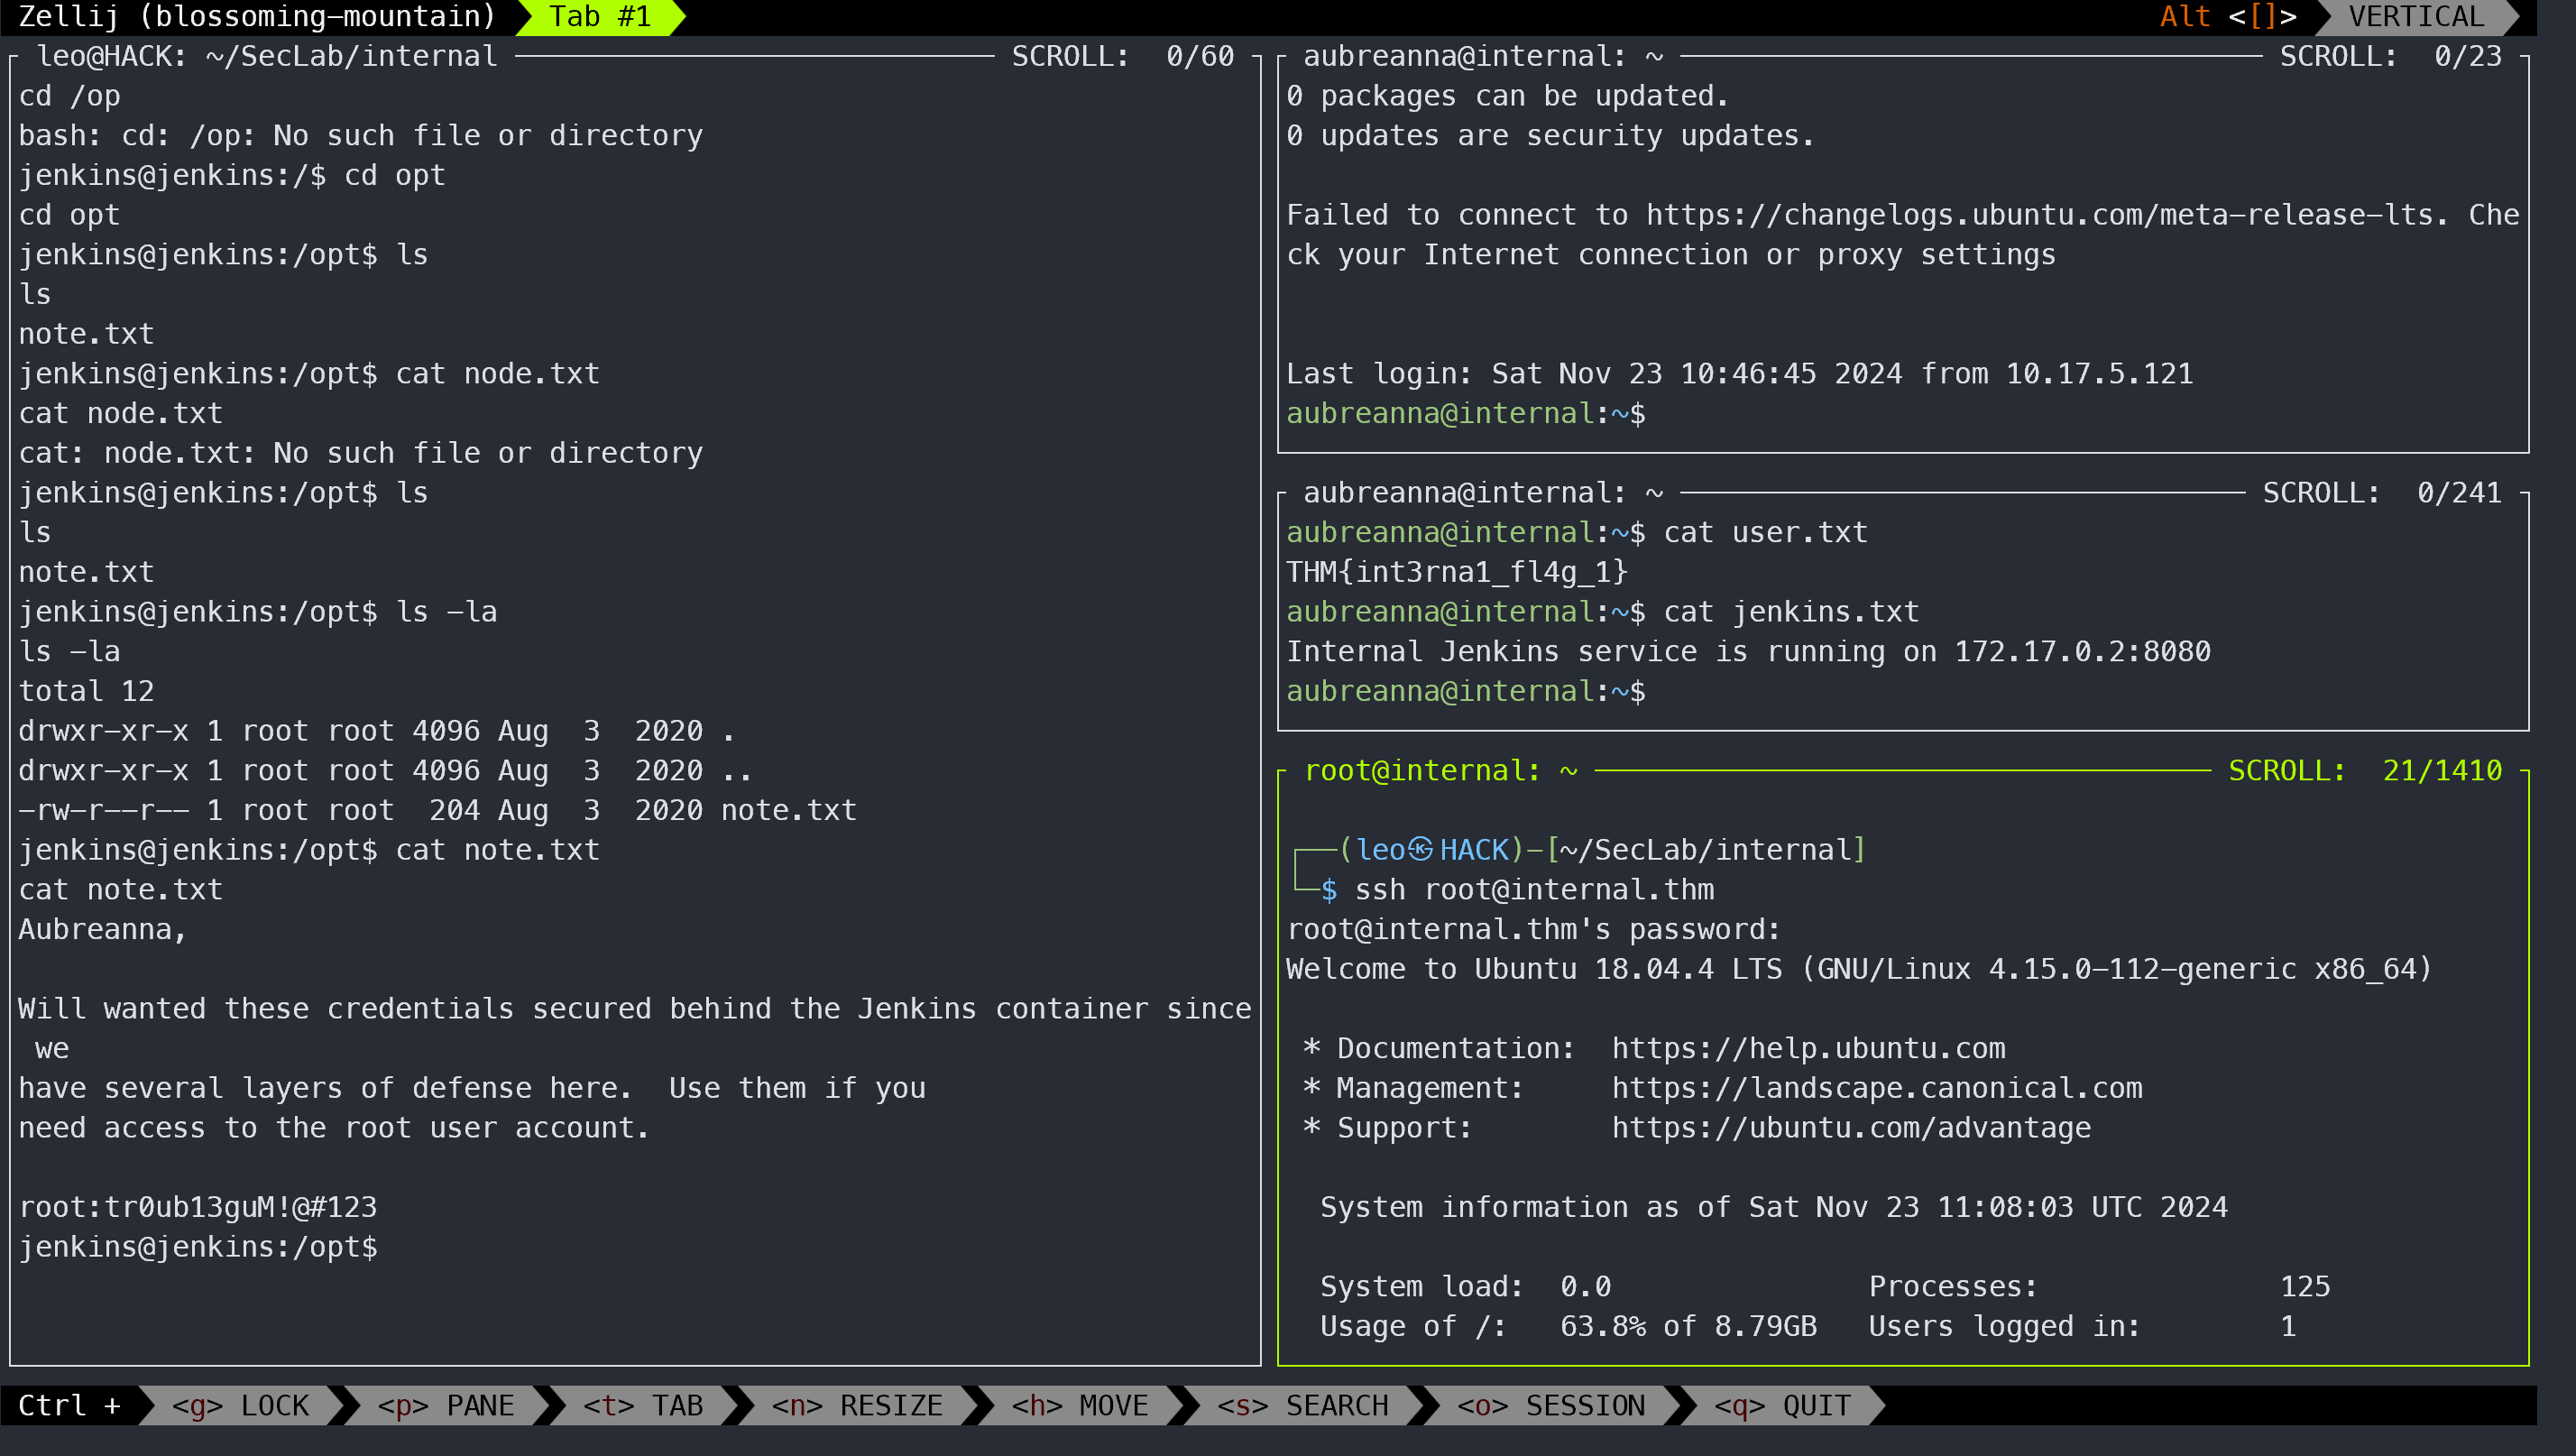 Zellij (blossoming-mountain) Tab #1 Alt <[]> VERTICAL
leo@HACK: ~/SecLab/internal SCROLL: 0/60
cd /op
bash: cd: /op: No such file or directory
jenkins@jenkins:/$ cd opt
cd opt
jenkins@jenkins:/opt$ ls
ls
note.txt
jenkins@jenkins:/opt$ cat node.txt
cat node.txt
cat: node.txt: No such file or directory
jenkins@jenkins:/opt$ ls
ls
note.txt
jenkins@jenkins:/opt$ ls -la
ls -la
total 12
drwxr-xr-x 1 root root 4096 Aug  3  2020 .
drwxr-xr-x 1 root root 4096 Aug  3  2020 ..
-rw-r--r-- 1 root root  204 Aug  3  2020 note.txt
jenkins@jenkins:/opt$ cat note.txt
cat note.txt
Aubreanna,
Will wanted these credentials secured behind the Jenkins container since
we
have several layers of defense here.  Use them if you
need access to the root user account.
root:tr0ub13guM!@#123
jenkins@jenkins:/opt$
aubreanna@internal: ~ SCROLL: 0/23
0 packages can be updated.
0 updates are security updates.
Failed to connect to https://changelogs.ubuntu.com/meta-release-lts. Che
ck your Internet connection or proxy settings
Last login: Sat Nov 23 10:46:45 2024 from 10.17.5.121
aubreanna@internal:~$
aubreanna@internal: ~ SCROLL: 0/241
aubreanna@internal:~$ cat user.txt
THM{int3rna1_fl4g_1}
aubreanna@internal:~$ cat jenkins.txt
Internal Jenkins service is running on 172.17.0.2:8080
aubreanna@internal:~$
root@internal: ~ SCROLL: 21/1410
┌──(leo㉿HACK)-[~/SecLab/internal]
└─$ ssh root@internal.thm
root@internal.thm's password:
Welcome to Ubuntu 18.04.4 LTS (GNU/Linux 4.15.0-112-generic x86_64)
* Documentation:  https://help.ubuntu.com
* Management:     https://landscape.canonical.com
* Support:        https://ubuntu.com/advantage
System information as of Sat Nov 23 11:08:03 UTC 2024
System load:  0.0               Processes:              125
Usage of /:   63.8% of 8.79GB   Users logged in:        1
Ctrl + <g> LOCK <p> PANE <t> TAB <n> RESIZE <h> MOVE <s> SEARCH <o> SESSION <q> QUIT